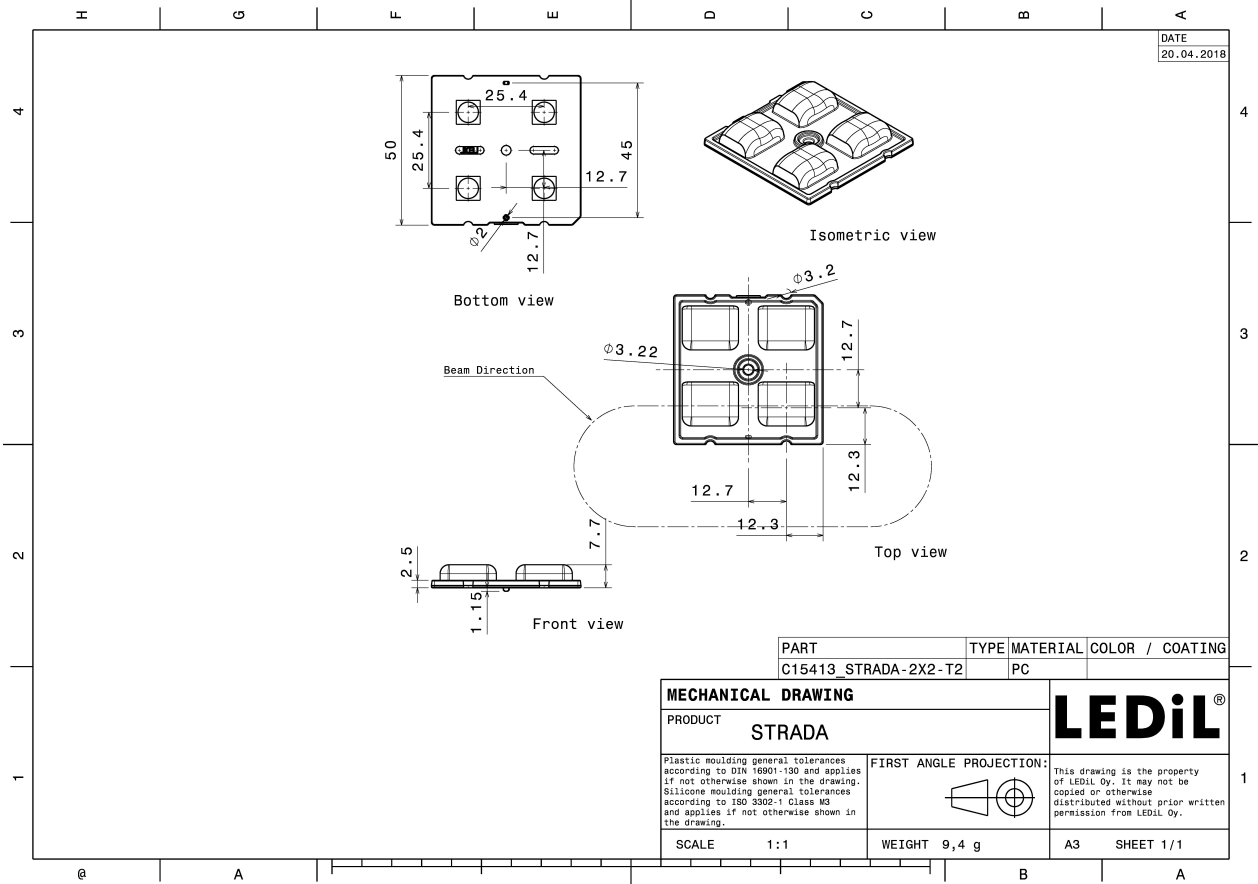 H G F E D C B A
DATE
20.04.2018
4 4
25.4
50
25.4
45
12.7
Ø2
12.7
Bottom view
Isometric view
3 3
Ø3.2
12.7
Ø3.22
Beam Direction
12.3
12.7
12.3
Top view
2 2
7.7
2.5
1.15
Front view
PART TYPE MATERIAL COLOR / COATING
C15413_STRADA-2X2-T2 PC
MECHANICAL DRAWING
LEDiL®
PRODUCT
STRADA
Plastic moulding general tolerances
according to DIN 16901-130 and applies
if not otherwise shown in the drawing.
Silicone moulding general tolerances
according to ISO 3302-1 Class M3
and applies if not otherwise shown in
the drawing.
FIRST ANGLE PROJECTION:
This drawing is the property
of LEDiL Oy. It may not be
copied or otherwise
distributed without prior written
permission from LEDiL Oy.
1 1
SCALE 1:1
WEIGHT 9,4 g
A3 SHEET 1/1
@ A B A